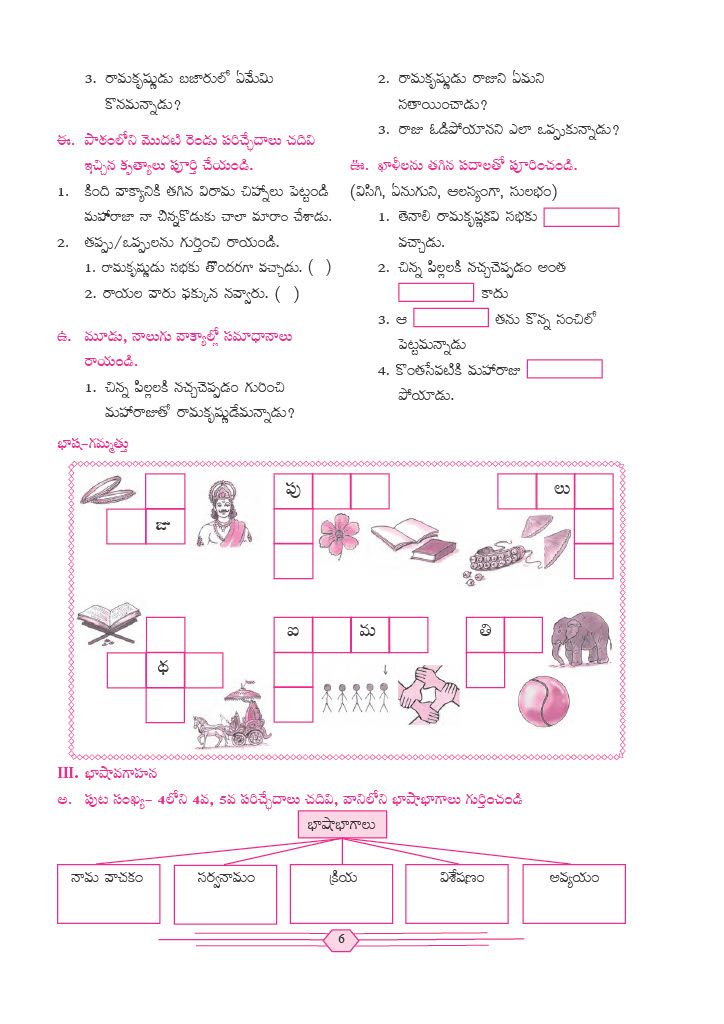 3. రామకృష్ణుడు బజారులో ఏమేమి
కొనమన్నాడు?
ఈ. పాఠంలోని మొదటి రెండు పరిచ్ఛేదాలు చదివి
ఇచ్చిన కృత్యాలు పూర్తి చేయండి.
1. కింది వాక్యానికి తగిన విరామ చిహ్నాలు పెట్టండి
మహారాజా నా చిన్నకొడుకు చాలా మారాం చేశాడు.
2. తప్పు/ఒప్పులను గుర్తించి రాయండి.
1. రామకృష్ణుడు సభకు తొందరగా వచ్చాడు. ( )
2. రాయల వారు ఫక్కున నవ్వారు. ( )
ఉ. మూడు, నాలుగు వాక్యాల్లో సమాధానాలు
రాయండి.
1. చిన్న పిల్లలకి నచ్చచెప్పడం గురించి
మహారాజుతో రామకృష్ణుడేమన్నాడు?
2. రామకృష్ణుడు రాజుని ఏమని
సతాయించాడు?
3. రాజు ఓడిపోయానని ఎలా ఒప్పుకున్నాడు?
ఊ. ఖాళీలను తగిన పదాలతో పూరించండి.
(విసిగి, ఏనుగుని, ఆలస్యంగా, సులభం)
1. తెనాలి రామకృష్ణకవి సభకు
వచ్చాడు.
2. చిన్న పిల్లలకి నచ్చచెప్పడం అంత
కాదు
3. ఆ తను కొన్న సంచిలో
పెట్టమన్నాడు
4. కొంతసేపటికి మహారాజు
పోయాడు.
భాష-గమ్మత్తు
పు లు
జు
ఐ మ తి
థ
III. భాషావగాహన
అ. పుట సంఖ్య- 4లోని 4వ, 5వ పరిచ్ఛేదాలు చదివి, వానిలోని భాషాభాగాలు గుర్తించండి
భాషాభాగాలు
నామ వాచకం సర్వనామం క్రియ విశేషణం అవ్యయం
6